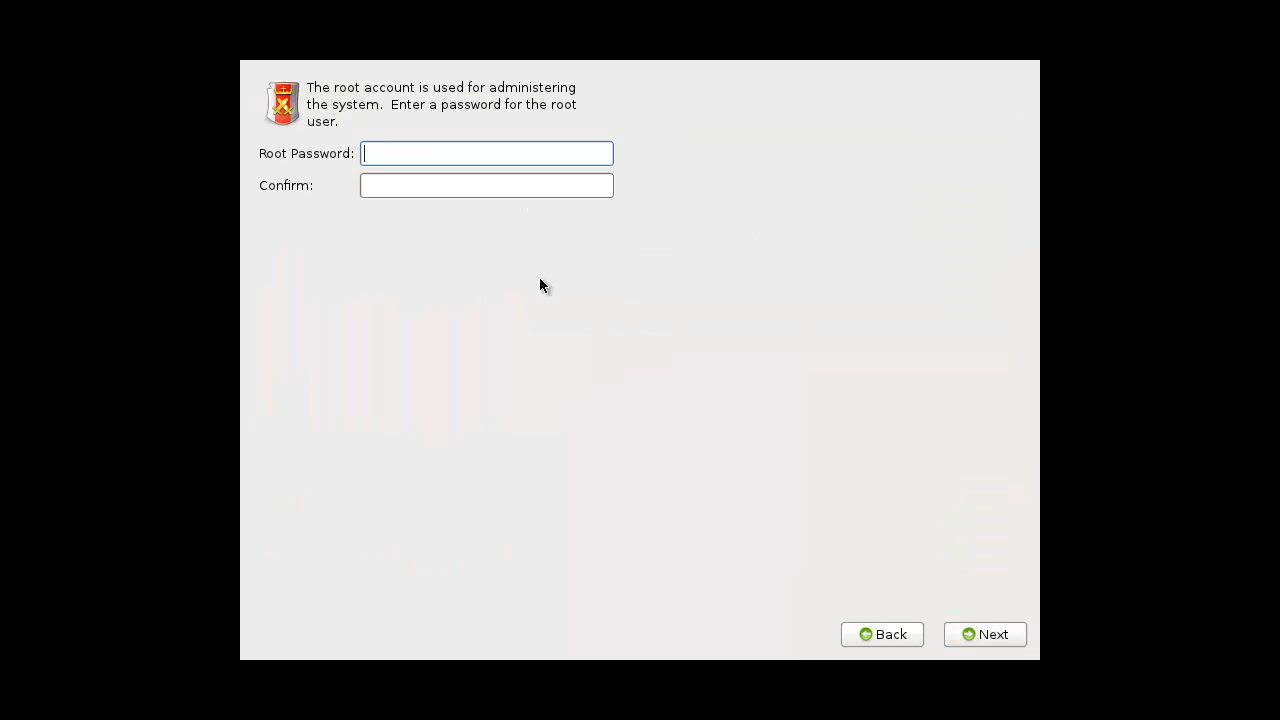 The root account is used for administering
the system.  Enter a password for the root
user.
Root Password:
Confirm:
Back
Next